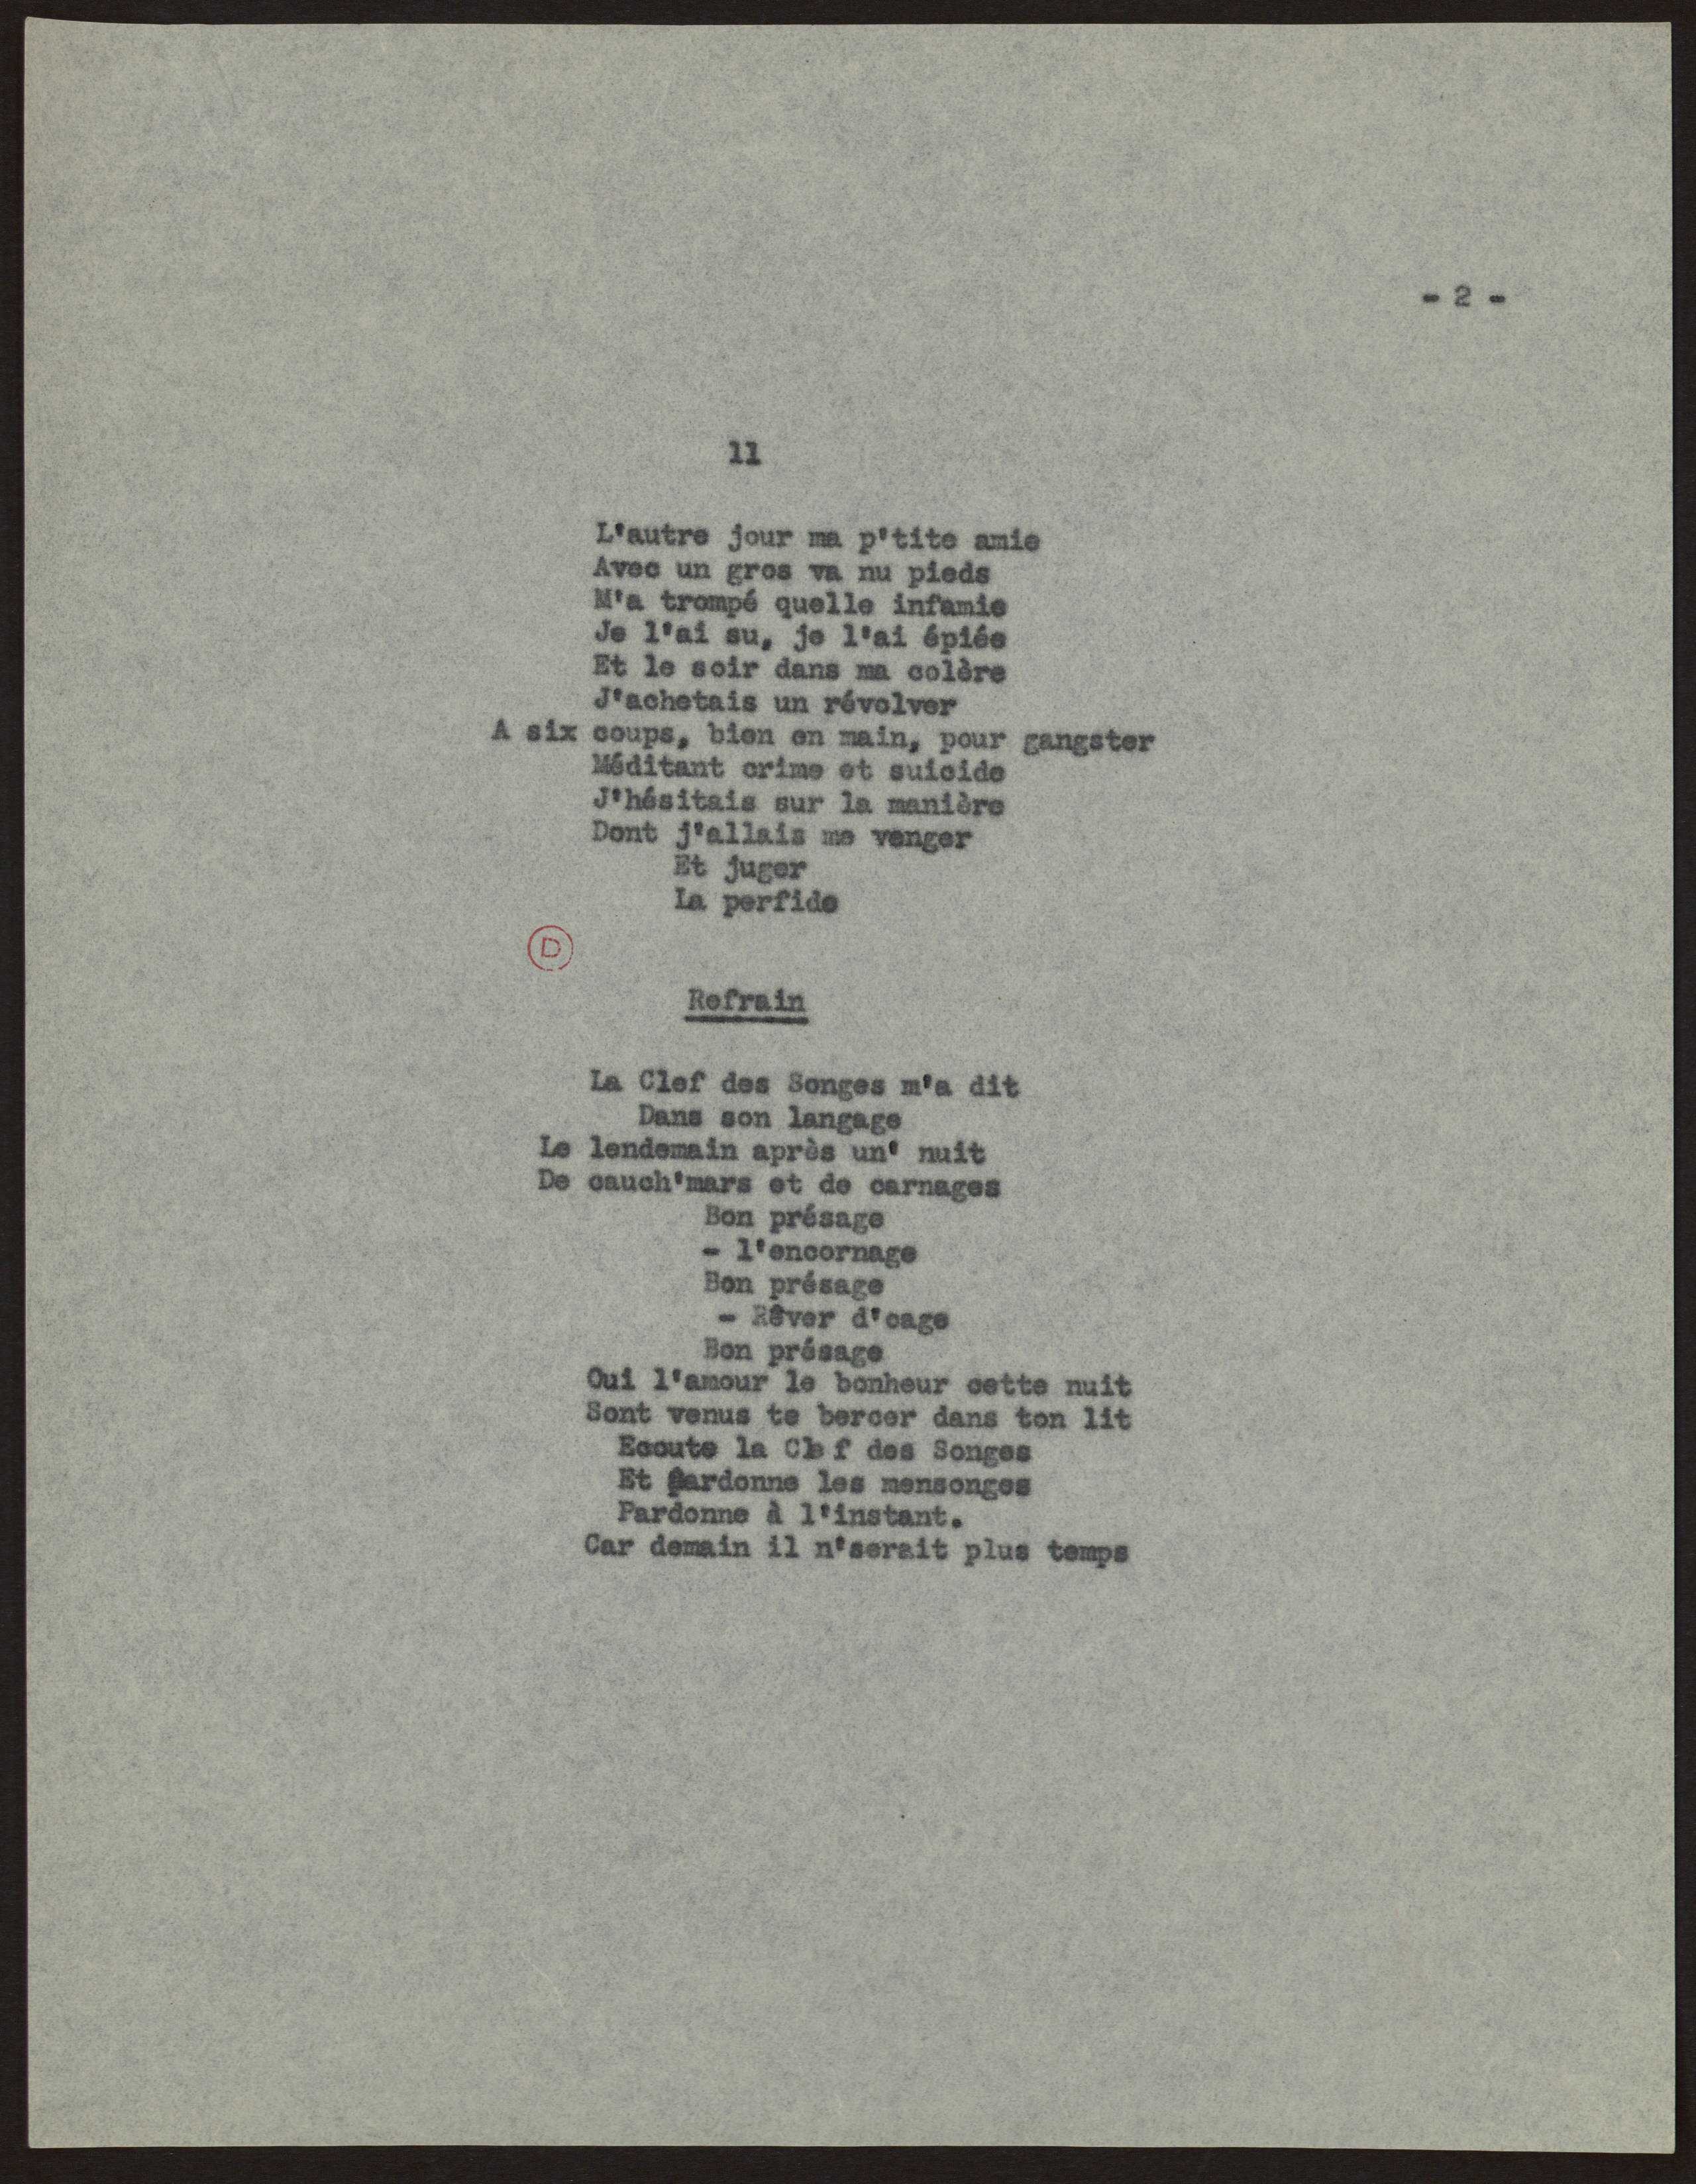 - 2 -
11
L'autre jour ma p'tite amie
Avec un gros va nu pieds
M'a trompé quelle infamie
Je l'ai su, je l'ai épiée
Et le soir dans ma colère
J'achetais un révolver
A six coups, bien en main, pour gangster
Méditant crime et suicide
J'hésitais sur la manière
Dont j'allais me venger
Et juger
La perfide
D
Refrain
La Clef des Songes m'a dit
Dans son langage
Le lendemain après un' nuit
De cauch'mars et de carnages
Bon présage
- l'encornage
Bon présage
- Rêver d'cage
Bon présage
Oui l'amour le bonheur cette nuit
Sont venus te bercer dans ton lit
Ecoute la Clef des Songes
Et pardonne les mensonges
Pardonne à l'instant.
Car demain il n'serait plus temps